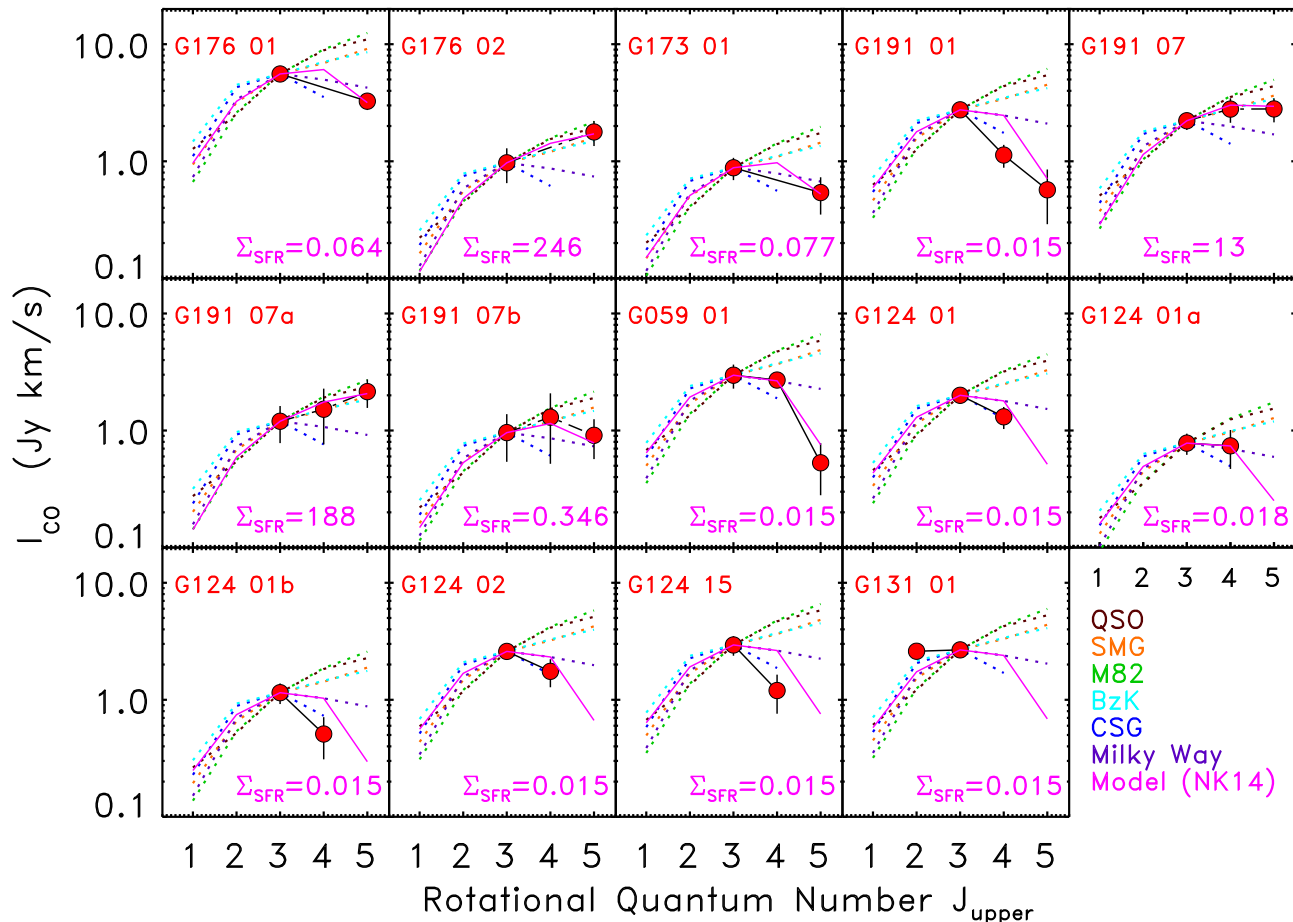 G176 01
G176 02
G173 01
G191 01
G191 07
10.0
1.0
0.1
Σ_SFR=0.064
Σ_SFR=246
Σ_SFR=0.077
Σ_SFR=0.015
Σ_SFR=13
G191 07a
G191 07b
G059 01
G124 01
G124 01a
10.0
1.0
0.1
Σ_SFR=188
Σ_SFR=0.346
Σ_SFR=0.015
Σ_SFR=0.015
Σ_SFR=0.018
I_CO (Jy km/s)
G124 01b
G124 02
G124 15
G131 01
10.0
1.0
0.1
Σ_SFR=0.015
Σ_SFR=0.015
Σ_SFR=0.015
Σ_SFR=0.015
1 2 3 4 5
QSO
SMG
M82
BzK
CSG
Milky Way
Model (NK14)
1 2 3 4 5 1 2 3 4 5 1 2 3 4 5 1 2 3 4 5
Rotational Quantum Number J_upper